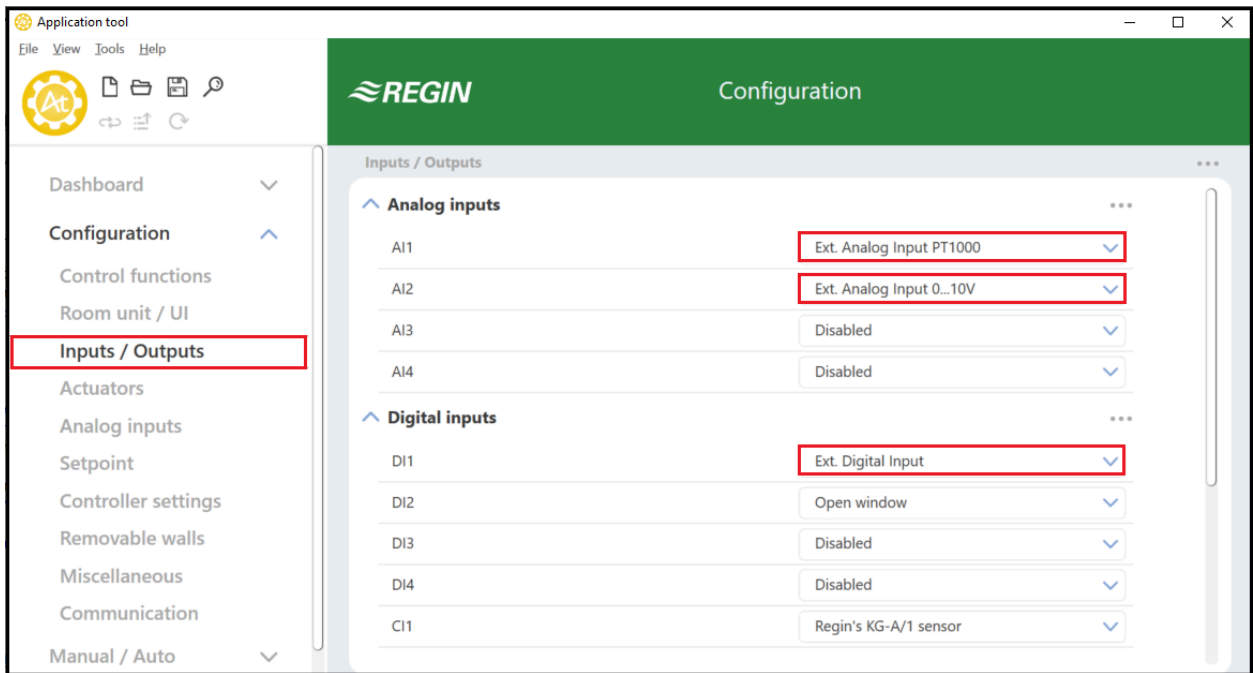 Application tool
File View Tools Help
At
REGIN
Configuration
Dashboard
Configuration
Control functions
Room unit / UI
Inputs / Outputs
Actuators
Analog inputs
Setpoint
Controller settings
Removable walls
Miscellaneous
Communication
Manual / Auto
Inputs / Outputs
Analog inputs
AI1 Ext. Analog Input PT1000
AI2 Ext. Analog Input 0...10V
AI3 Disabled
AI4 Disabled
Digital inputs
DI1 Ext. Digital Input
DI2 Open window
DI3 Disabled
DI4 Disabled
CI1 Regin's KG-A/1 sensor